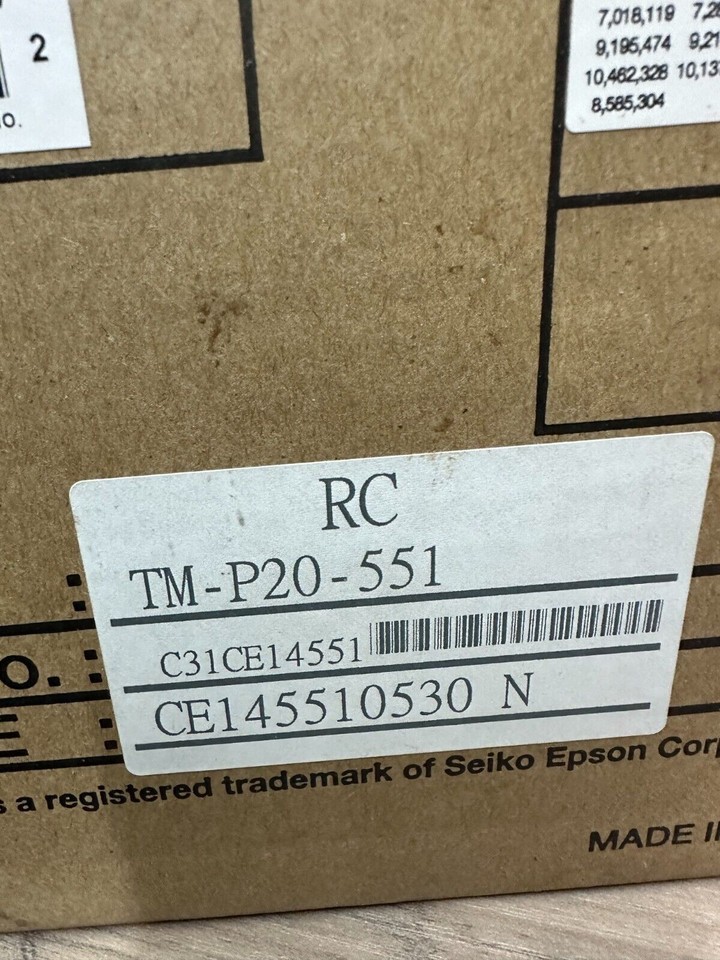 2
7,018,119
9,195,474
10,462,328
8,585,304
RC
TM-P20-551
C31CE14551
CE145510530 N
a registered trademark of Seiko Epson
MADE